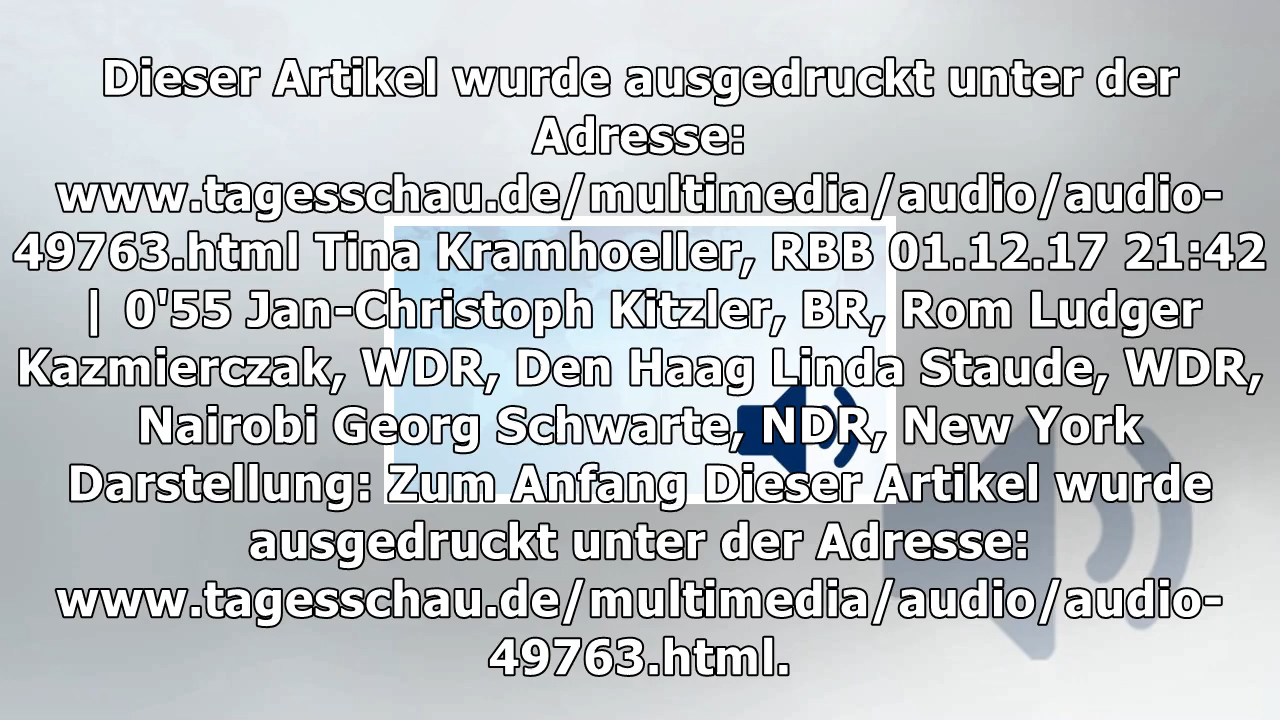 Dieser Artikel wurde ausgedruckt unter der
Adresse:
www.tagesschau.de/multimedia/audio/audio-
49763.html Tina Kramhoeller, RBB 01.12.17 21:42
| 0'55 Jan-Christoph Kitzler, BR, Rom Ludger
Kazmierczak, WDR, Den Haag Linda Staude, WDR,
Nairobi Georg Schwarte, NDR, New York
Darstellung: Zum Anfang Dieser Artikel wurde
ausgedruckt unter der Adresse:
www.tagesschau.de/multimedia/audio/audio-
49763.html.